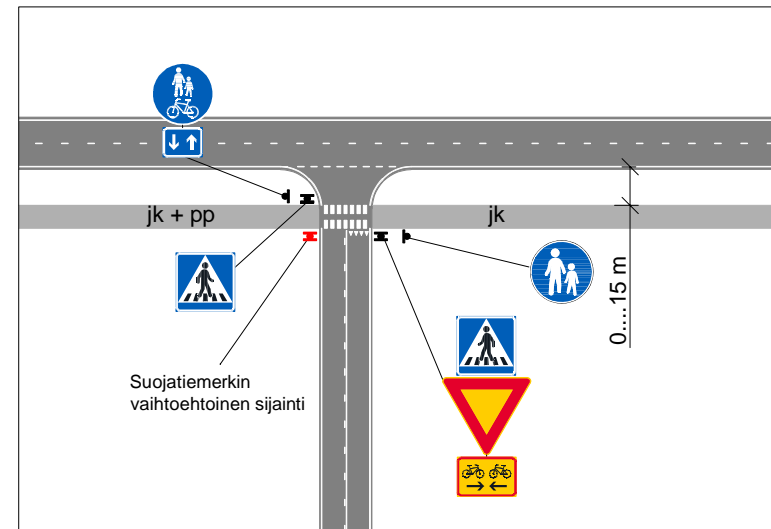 jk + pp
jk
0....15 m
Suojatiemerkin
vaihtoehtoinen sijainti